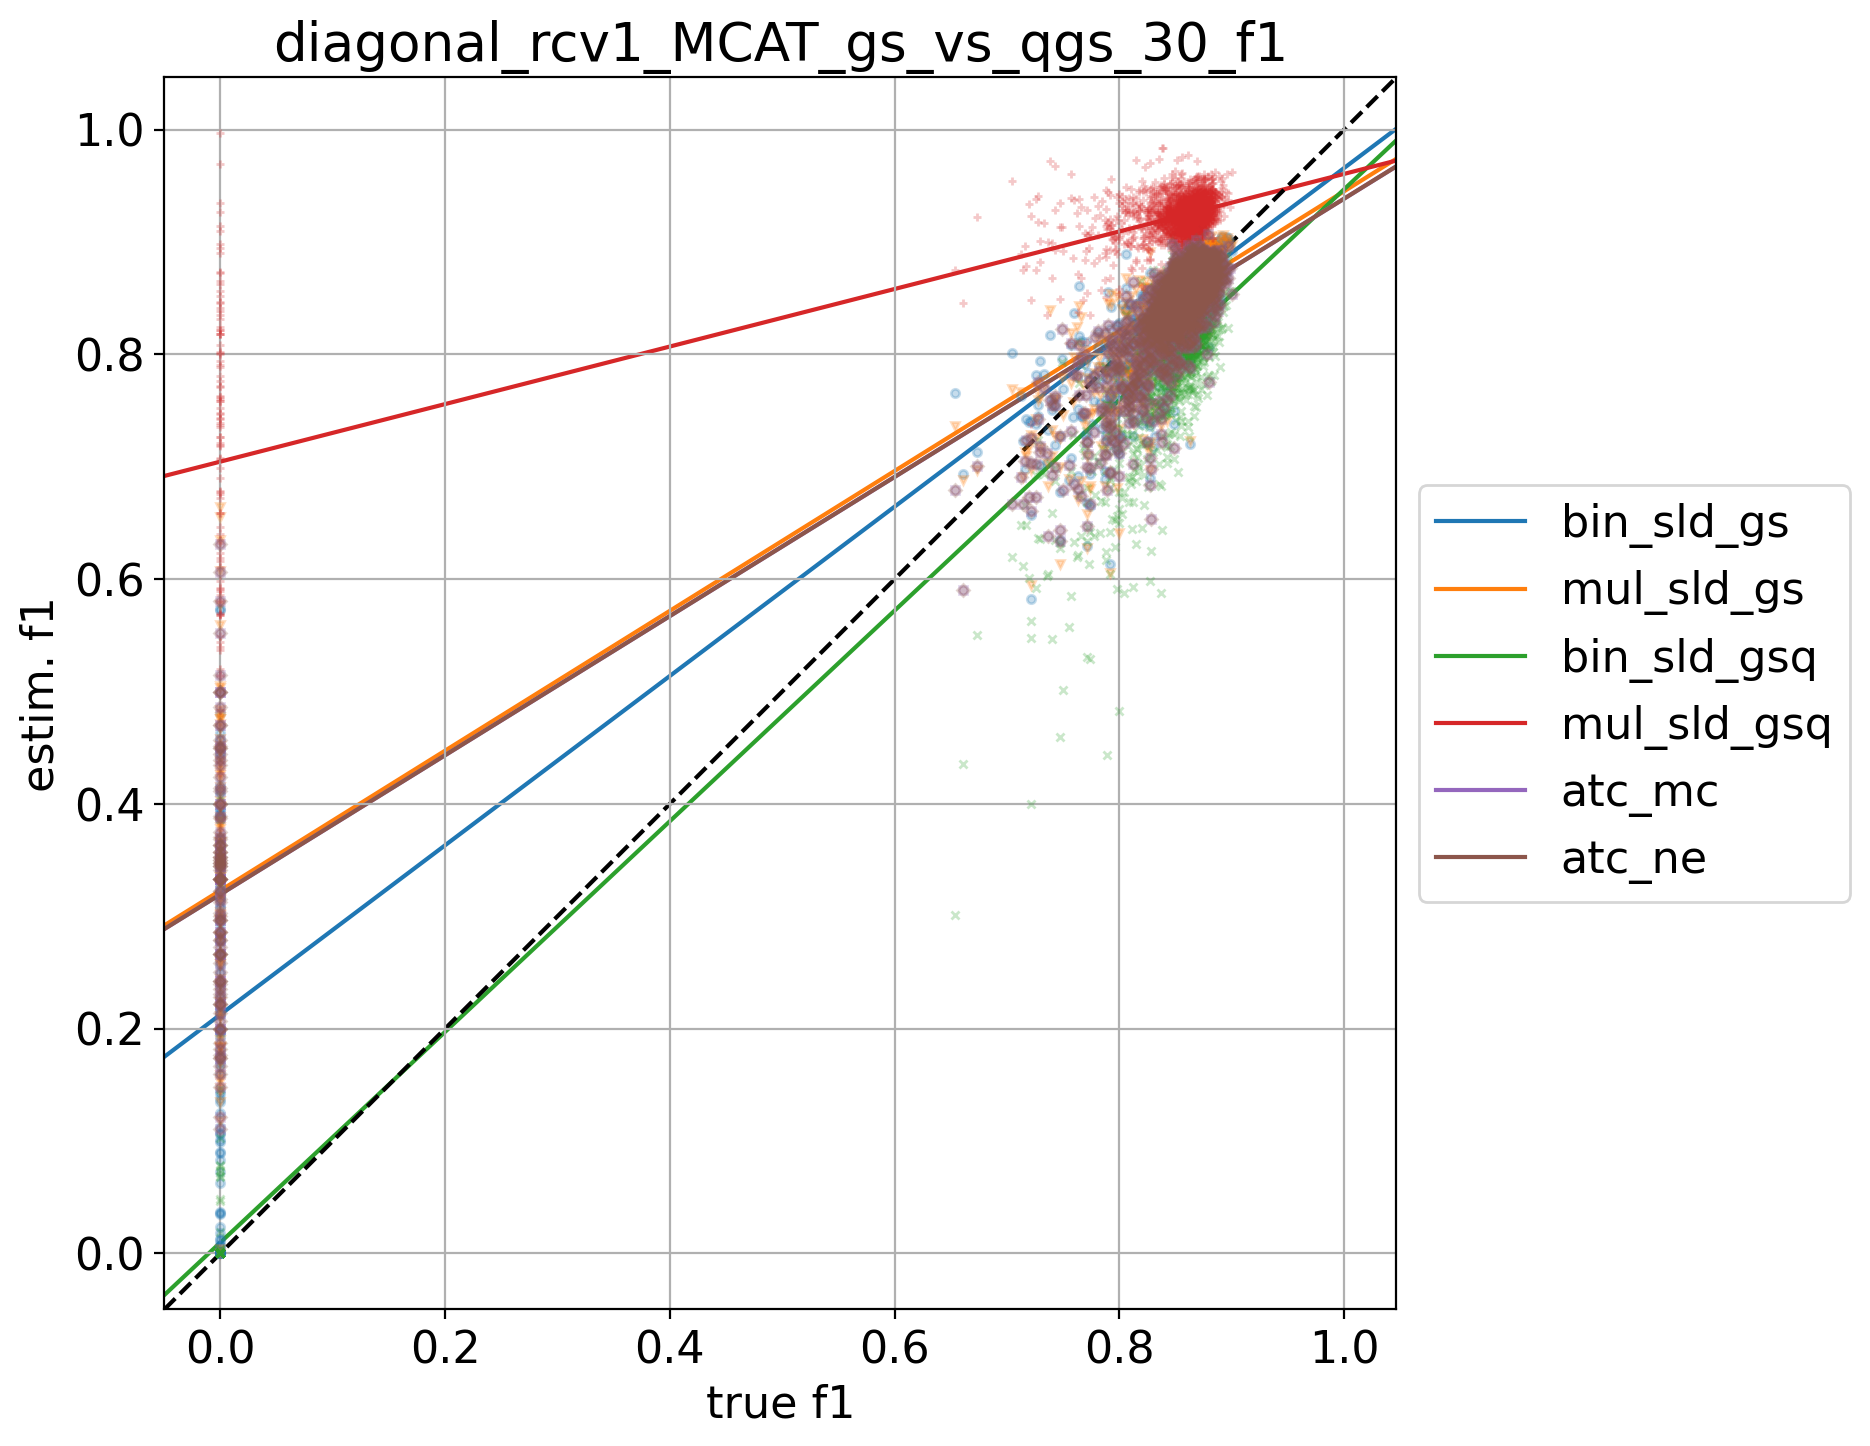 diagonal_rcv1_MCAT_gs_vs_qgs_30_f1
1.0
0.8
0.6
0.4
0.2
0.0
estim. f1
0.0 0.2 0.4 0.6 0.8 1.0
true f1
bin_sld_gs
mul_sld_gs
bin_sld_gsq
mul_sld_gsq
atc_mc
atc_ne